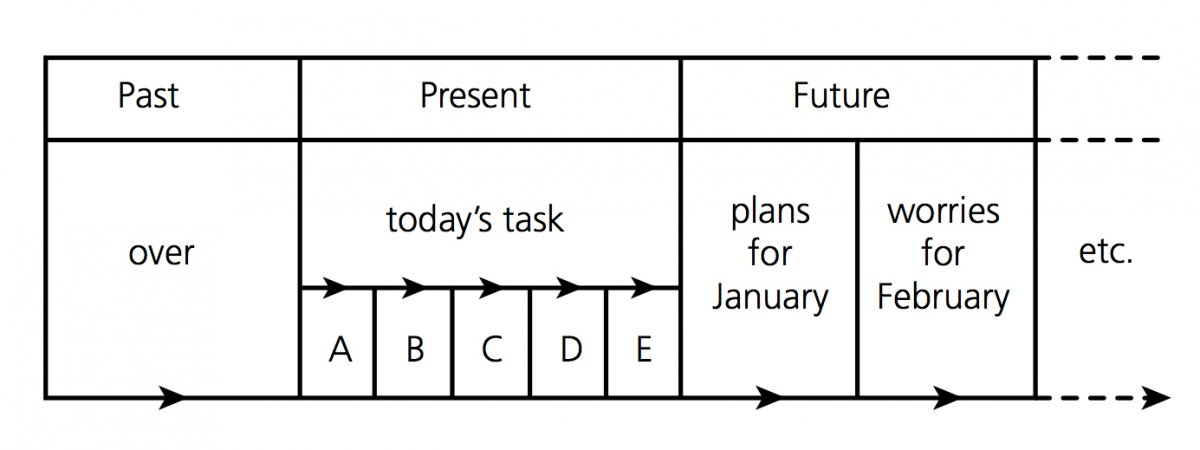 Past
Present
Future
over
today’s task
A B C D E
plans
for
January
worries
for
February
etc.